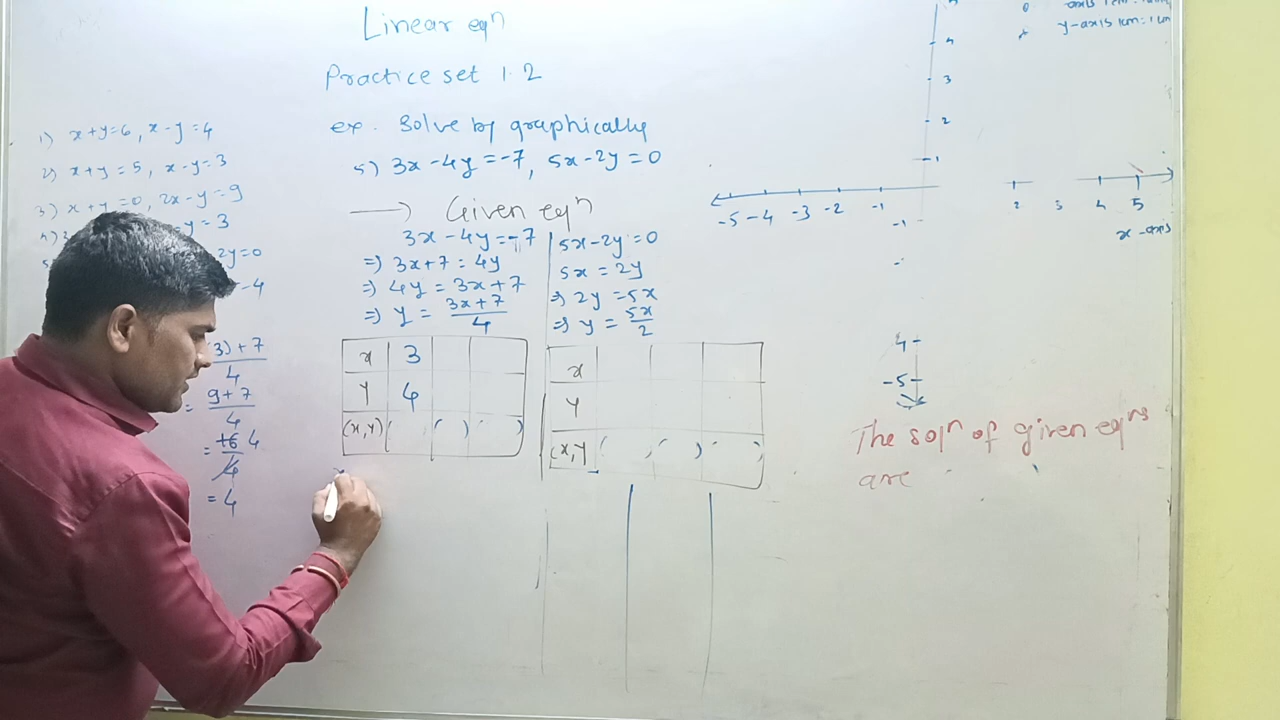 Linear eqⁿ
Practice set 1.2
ex. Solve by graphically
5) 3x-4y=-7, 5x-2y=0
1) x+y=6, x-y=4
2) x+y=5, x-y=3
3) x+y=0, 2x-y=9
y=3
2y=0
-4
→ Given eqⁿ
3x-4y=-7
⇒ 3x+7=4y
⇒ 4y=3x+7
⇒ y=(3x+7)/4
5x-2y=0
5x=2y
⇒ 2y=5x
⇒ y=5x/2
x 3
y 4
(x,y) ( ( ) ( )
x
y
(x,y ( , ( ) ( )
3)+7
4
= 9+7
4
= 16 4
4
= 4
y-axis 1cm=1cm
4
3
2
1
-5 -4 -3 -2 -1
2 3 4 5
x-axis
-1
4
-5
The solⁿ of given eqⁿs
are